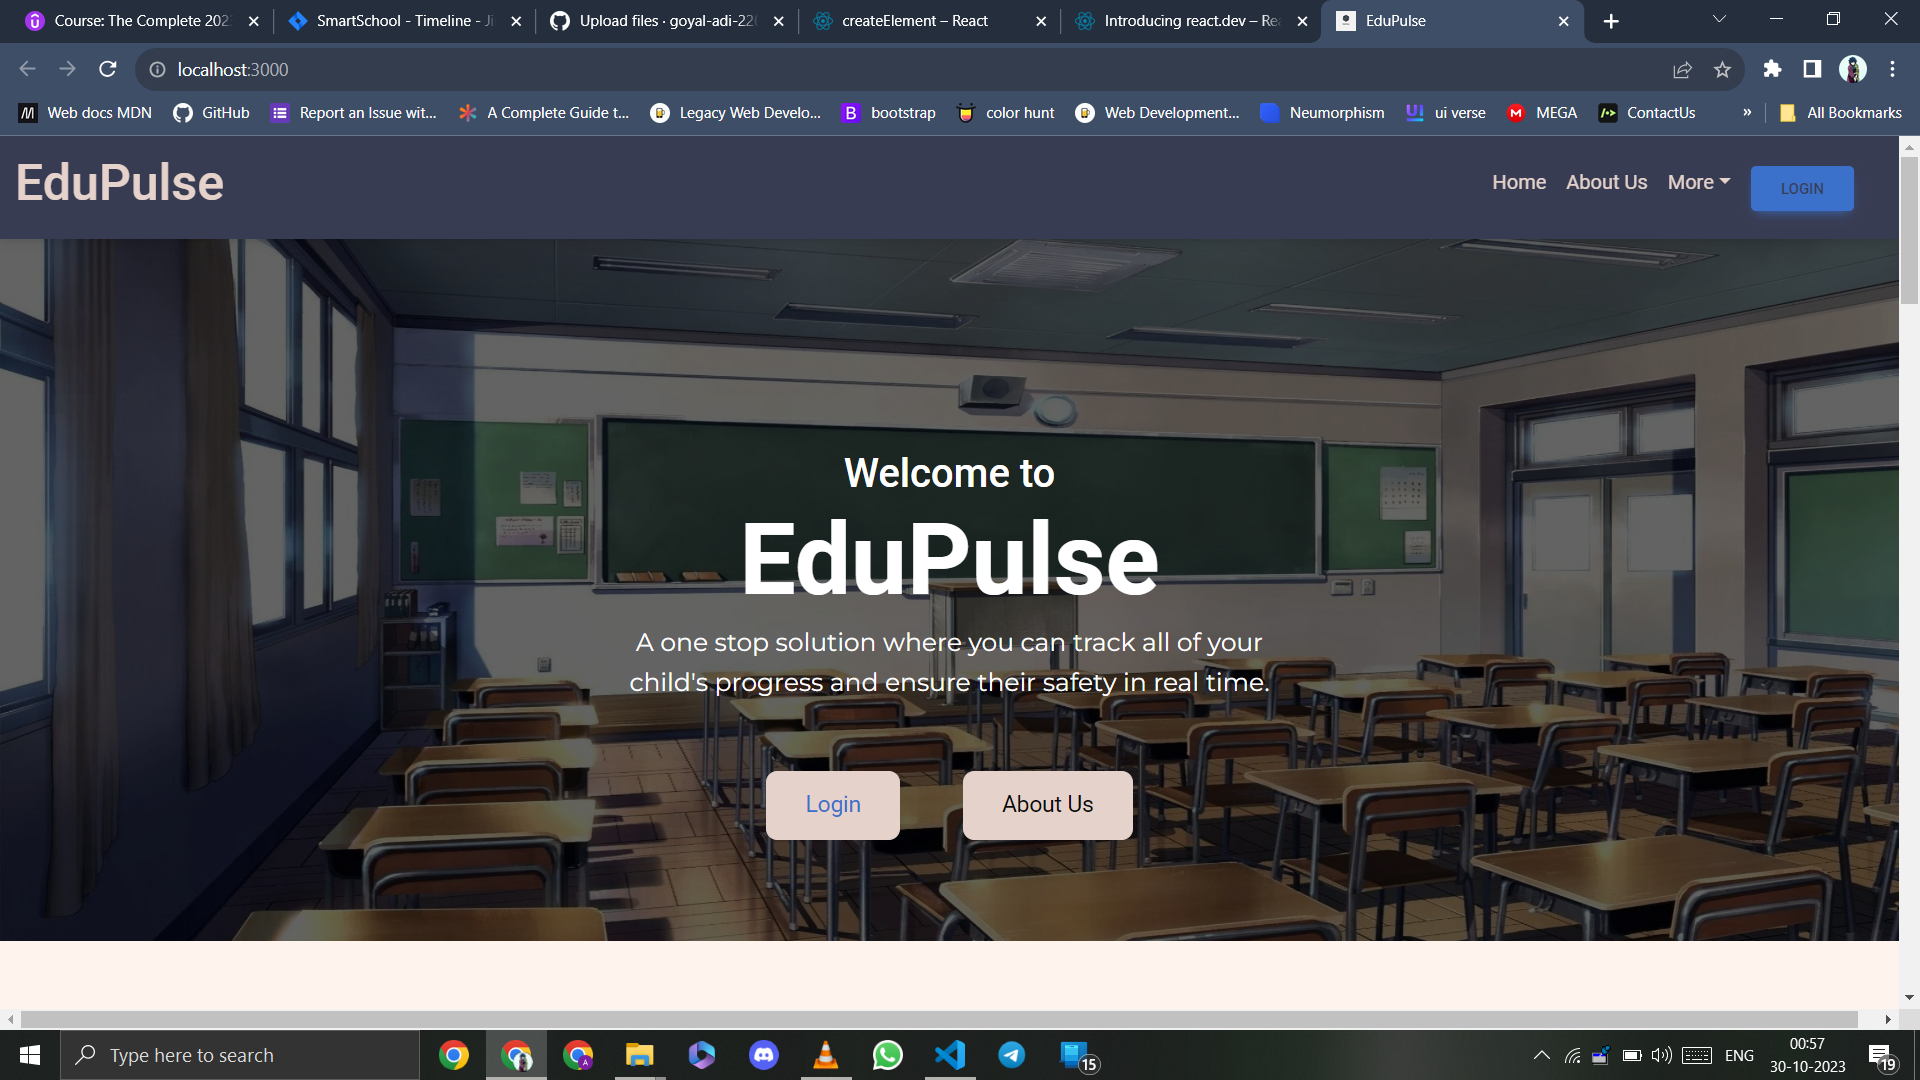 Course: The Complete 202
SmartSchool - Timeline - Ji
Upload files · goyal-adi-220
createElement – React
Introducing react.dev – Rea
EduPulse
localhost:3000
Web docs MDN
GitHub
Report an Issue wit...
A Complete Guide t...
Legacy Web Develo...
bootstrap
color hunt
Web Development...
Neumorphism
ui verse
MEGA
ContactUs
»
All Bookmarks
EduPulse
Home
About Us
More
LOGIN
Welcome to
EduPulse
A one stop solution where you can track all of your
child's progress and ensure their safety in real time.
Login
About Us
Type here to search
15
ENG
00:57
30-10-2023
19